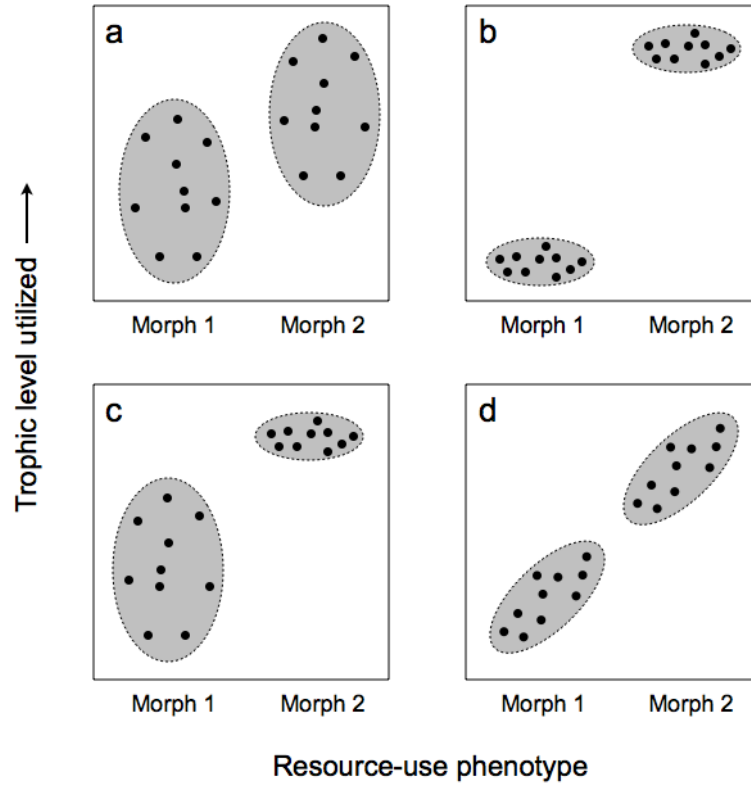 a
b
Morph 1
Morph 2
Morph 1
Morph 2
Trophic level utilized
c
d
Morph 1
Morph 2
Morph 1
Morph 2
Resource-use phenotype